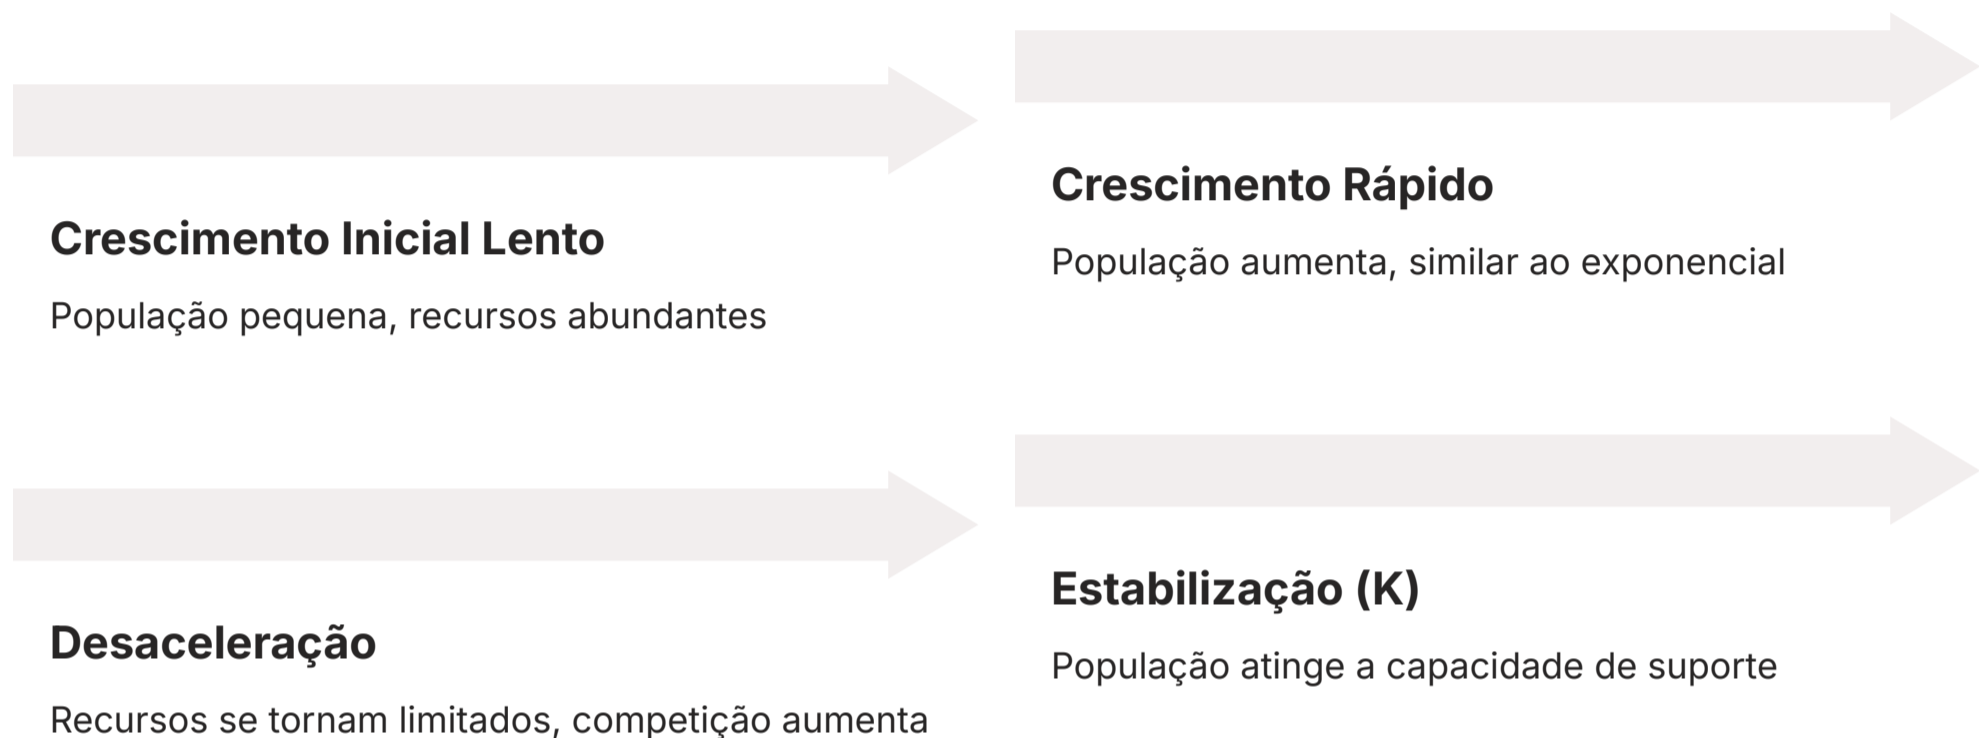 Crescimento Inicial Lento
População pequena, recursos abundantes
Crescimento Rápido
População aumenta, similar ao exponencial
Desaceleração
Recursos se tornam limitados, competição aumenta
Estabilização (K)
População atinge a capacidade de suporte